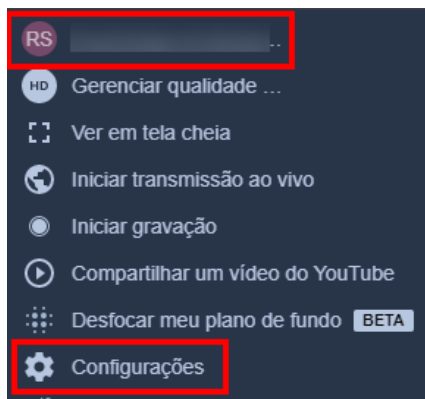 RS ..
HD Gerenciar qualidade ...
Ver em tela cheia
Iniciar transmissão ao vivo
Iniciar gravação
Compartilhar um vídeo do YouTube
Desfocar meu plano de fundo BETA
Configurações